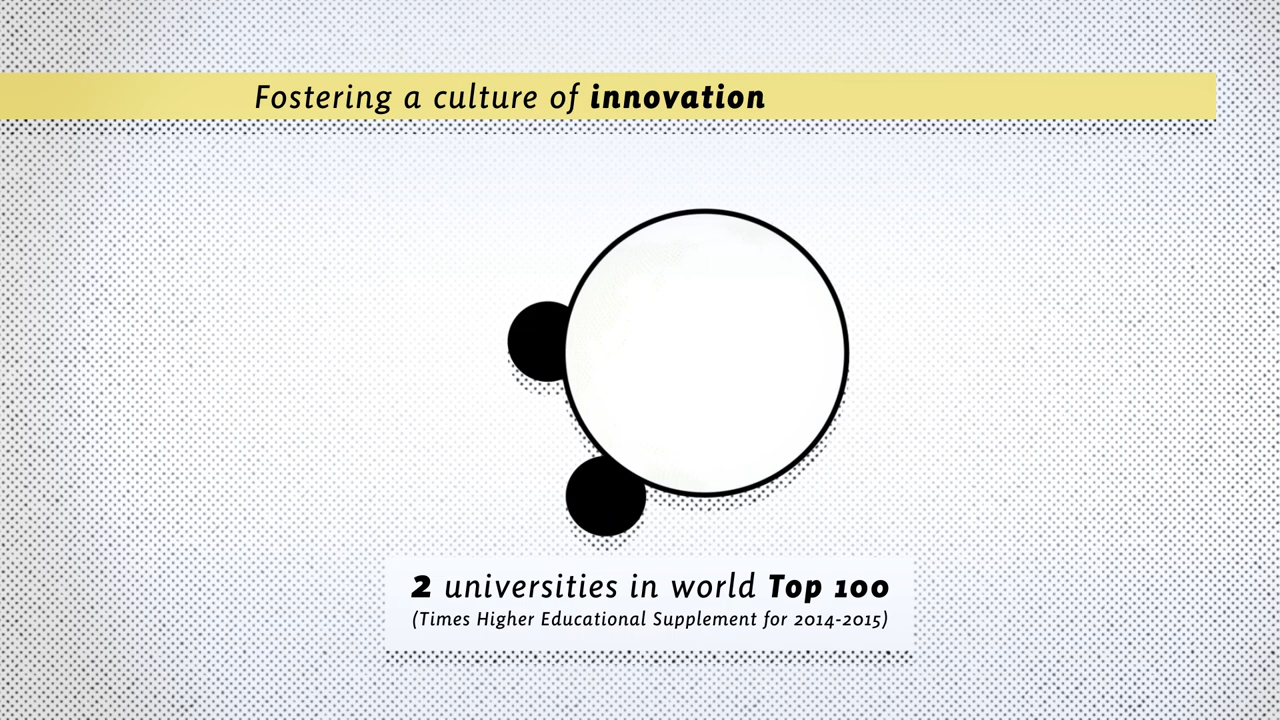 Fostering a culture of innovation
2 universities in world Top 100
(Times Higher Educational Supplement for 2014-2015)